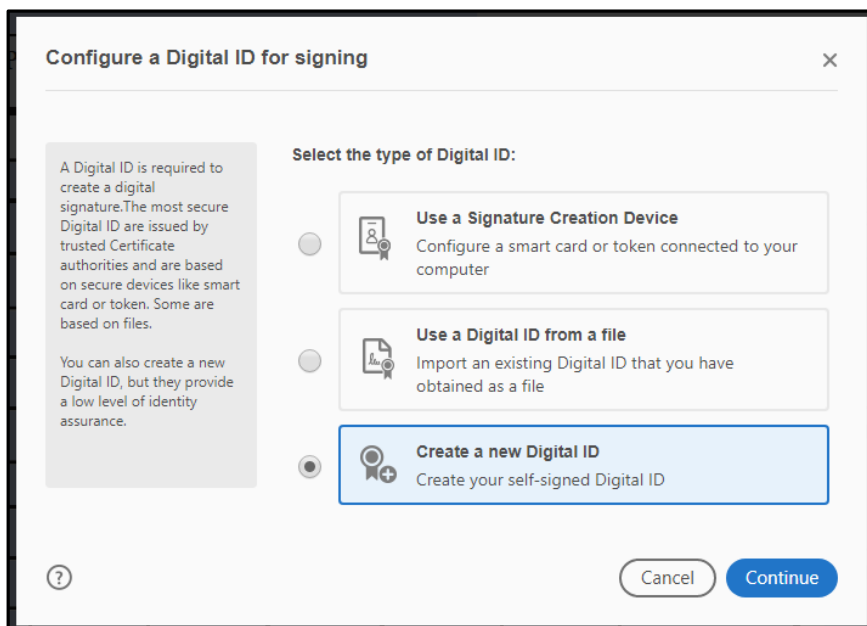 Configure a Digital ID for signing
A Digital ID is required to
create a digital
signature.The most secure
Digital ID are issued by
trusted Certificate
authorities and are based
on secure devices like smart
card or token. Some are
based on files.
You can also create a new
Digital ID, but they provide
a low level of identity
assurance.
Select the type of Digital ID:
Use a Signature Creation Device
Configure a smart card or token connected to your
computer
Use a Digital ID from a file
Import an existing Digital ID that you have
obtained as a file
Create a new Digital ID
Create your self-signed Digital ID
?
Cancel
Continue